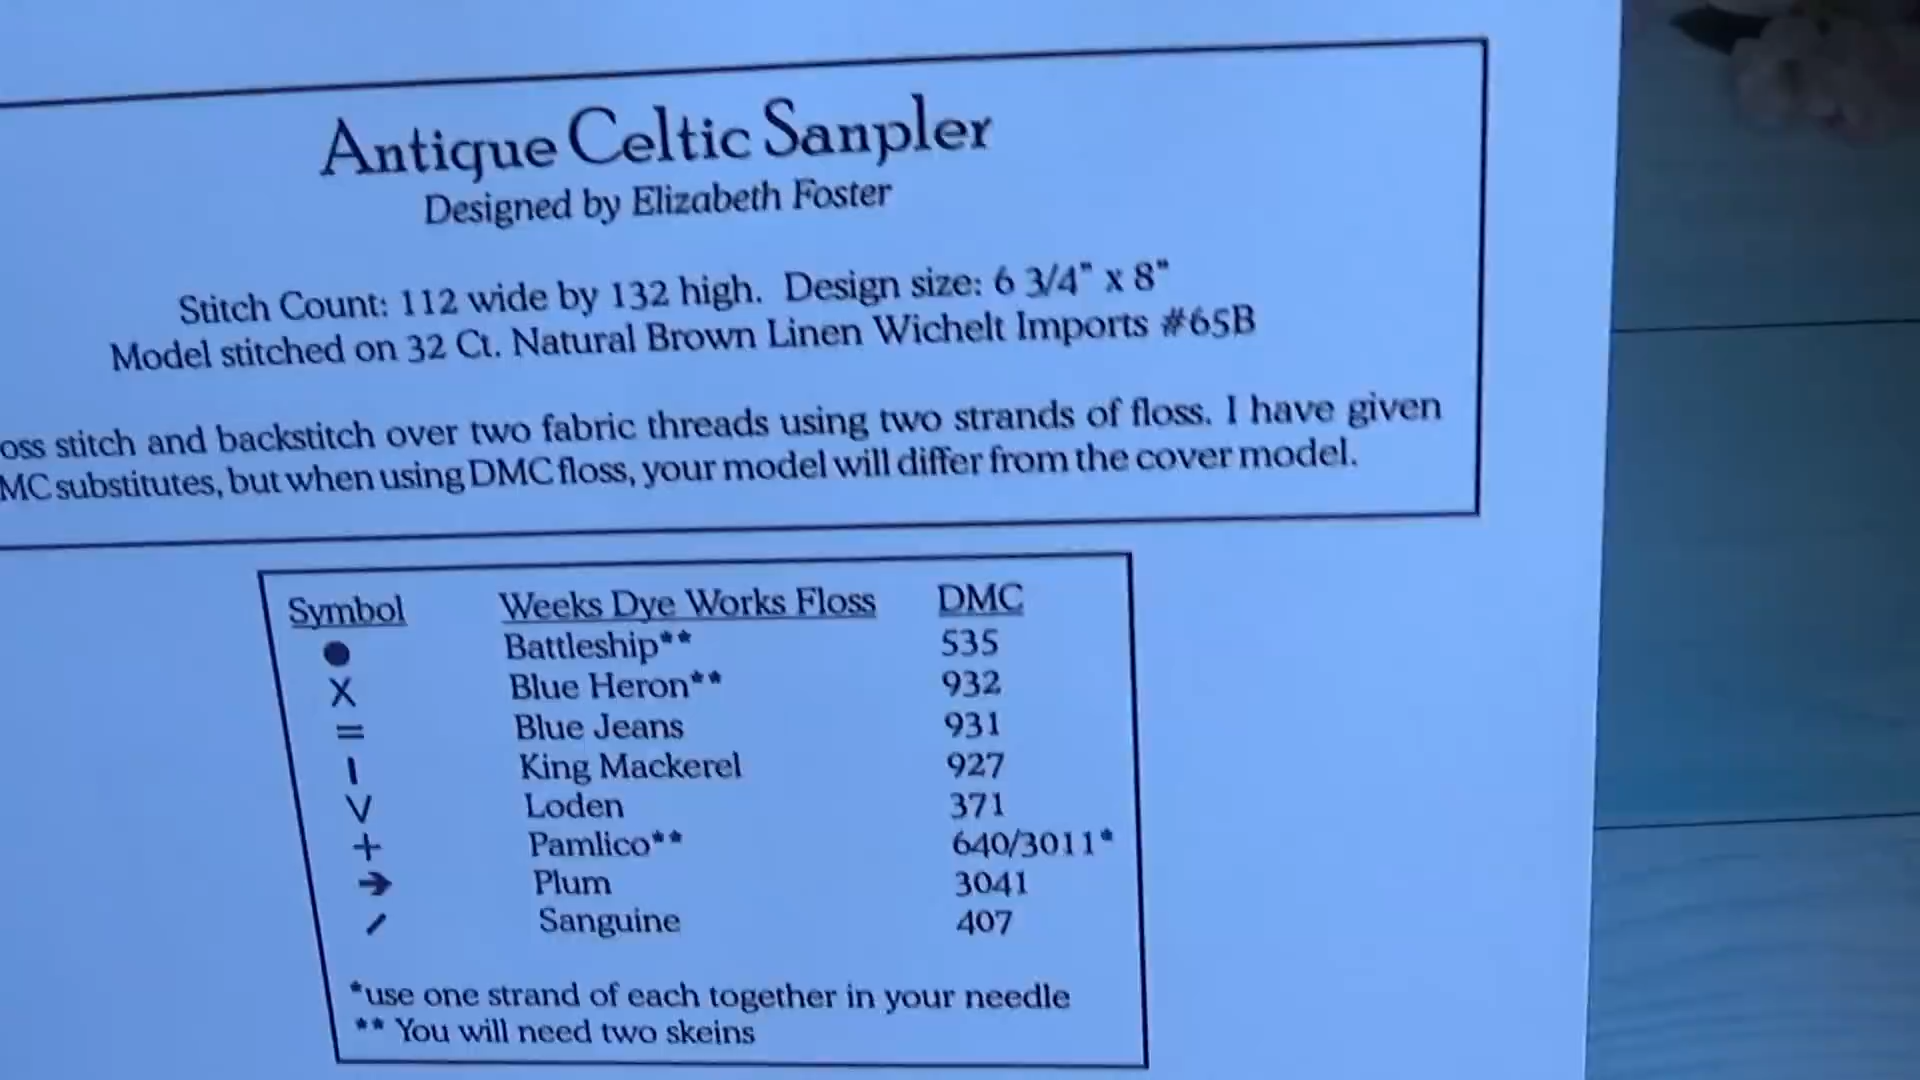 Antique Celtic Sanpler
Designed by Elizabeth Foster
Stitch Count: 112 wide by 132 high. Design size: 6 3/4" x 8"
Model stitched on 32 Ct. Natural Brown Linen Wichelt Imports #65B
oss stitch and backstitch over two fabric threads using two strands of floss. I have given
MC substitutes, but when using DMC floss, your model will differ from the cover model.
Symbol Weeks Dye Works Floss DMC
● Battleship** 535
X Blue Heron** 932
= Blue Jeans 931
I King Mackerel 927
V Loden 371
+ Pamlico** 640/3011*
→ Plum 3041
/ Sanguine 407
*use one strand of each together in your needle
** You will need two skeins